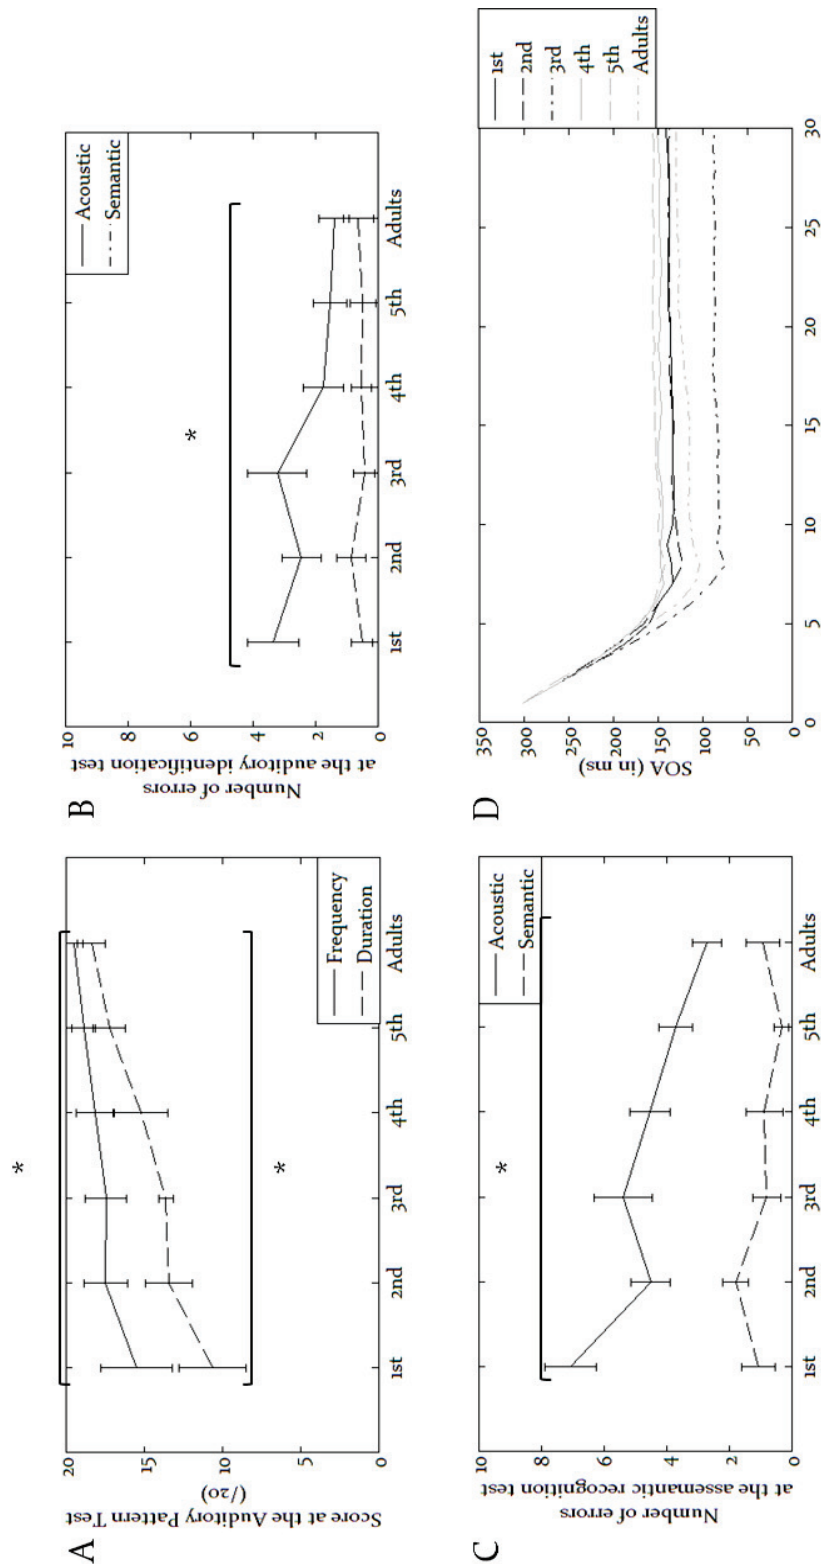 A
Score at the Auditory Pattern Test
(/20)
20
15
10
5
0
*
*
Frequency
Duration
1st
2nd
3rd
4th
5th
Adults
B
Number of errors
at the auditory identification test
10
8
6
4
2
0
*
Acoustic
Semantic
1st
2nd
3rd
4th
5th
Adults
C
Number of errors
at the assemantic recognition test
10
8
6
4
2
0
*
Acoustic
Semantic
1st
2nd
3rd
4th
5th
Adults
D
SOA (in ms)
350
300
250
200
150
100
50
0
0
5
10
15
20
25
30
1st
2nd
3rd
4th
5th
Adults